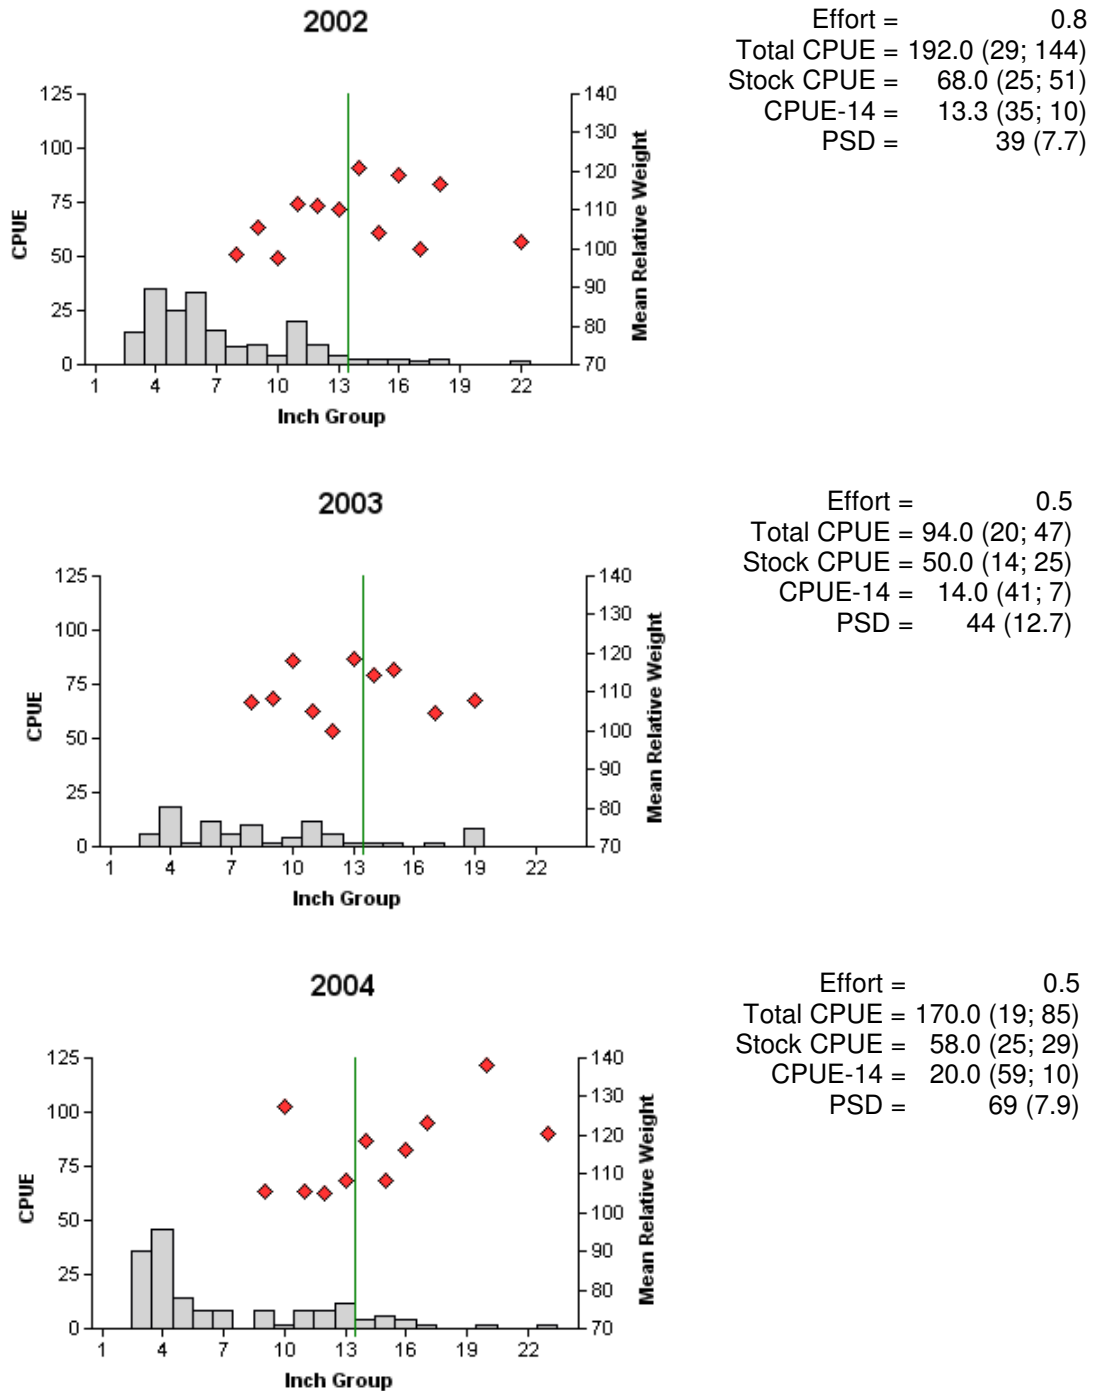 2002
Effort = 0.8
Total CPUE = 192.0 (29; 144)
Stock CPUE = 68.0 (25; 51)
CPUE-14 = 13.3 (35; 10)
PSD = 39 (7.7)
125
100
75
50
25
0
CPUE
140
130
120
110
100
90
80
70
Mean Relative Weight
1 4 7 10 13 16 19 22
Inch Group
2003
Effort = 0.5
Total CPUE = 94.0 (20; 47)
Stock CPUE = 50.0 (14; 25)
CPUE-14 = 14.0 (41; 7)
PSD = 44 (12.7)
125
100
75
50
25
0
CPUE
140
130
120
110
100
90
80
70
Mean Relative Weight
1 4 7 10 13 16 19 22
Inch Group
2004
Effort = 0.5
Total CPUE = 170.0 (19; 85)
Stock CPUE = 58.0 (25; 29)
CPUE-14 = 20.0 (59; 10)
PSD = 69 (7.9)
125
100
75
50
25
0
CPUE
140
130
120
110
100
90
80
70
Mean Relative Weight
1 4 7 10 13 16 19 22
Inch Group